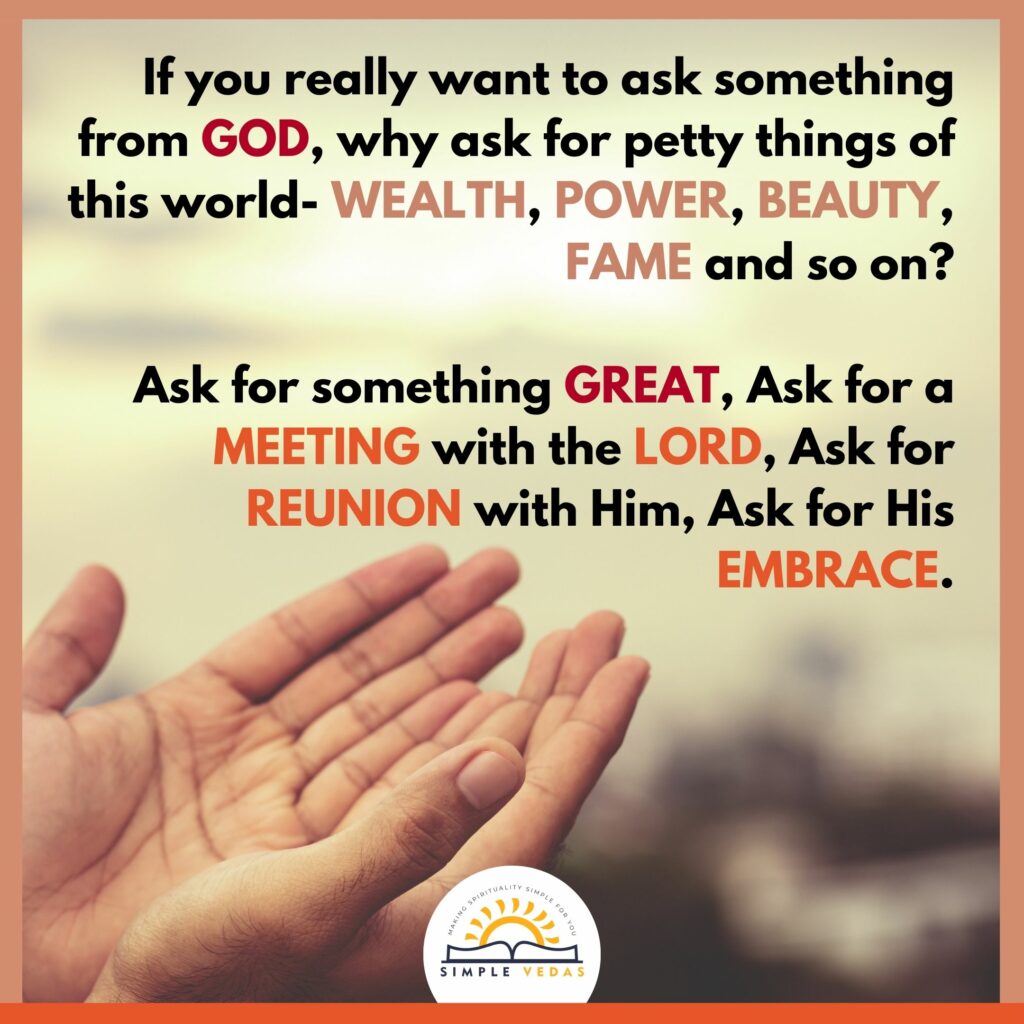 If you really want to ask something
from GOD, why ask for petty things of
this world- WEALTH, POWER, BEAUTY,
FAME and so on?
Ask for something GREAT, Ask for a
MEETING with the LORD, Ask for
REUNION with Him, Ask for His
EMBRACE.
MAKING SPIRITUALITY SIMPLE FOR YOU
SIMPLE VEDAS